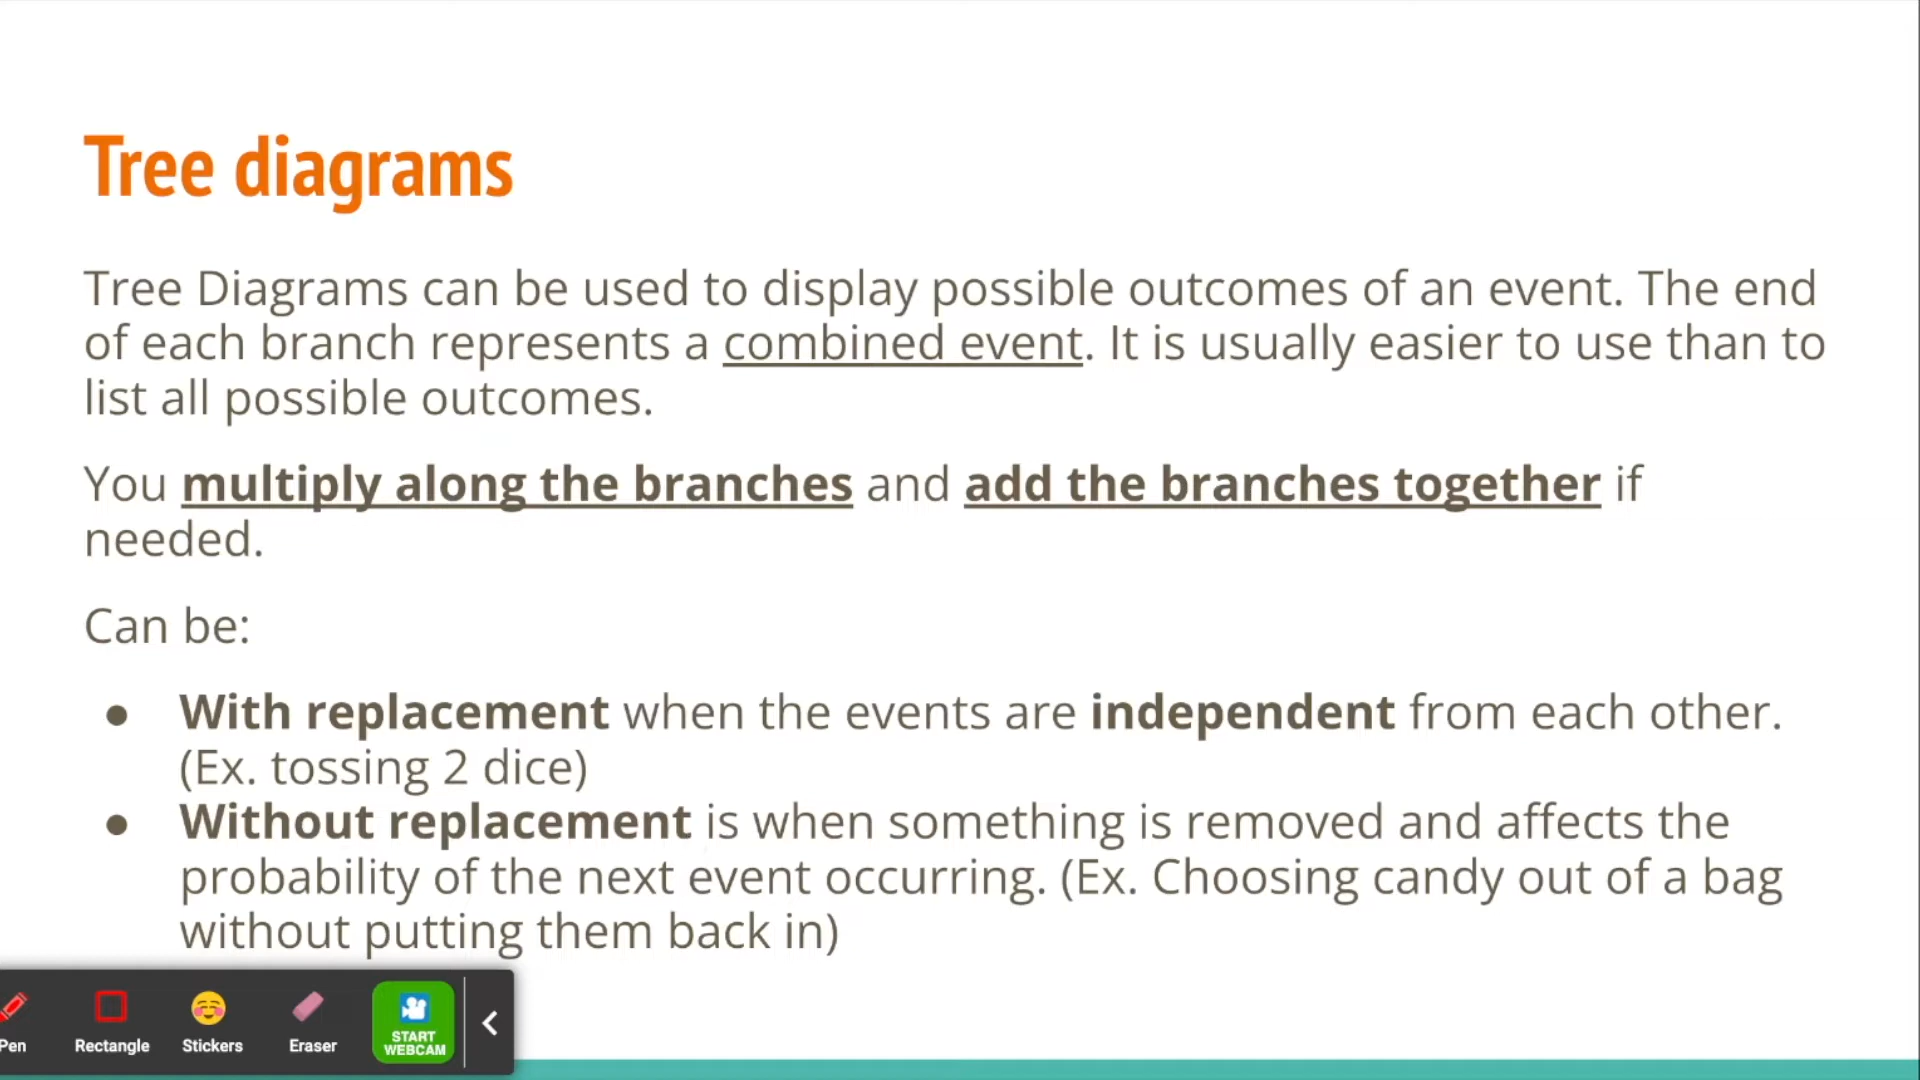 Tree diagrams
Tree Diagrams can be used to display possible outcomes of an event. The end
of each branch represents a combined event. It is usually easier to use than to
list all possible outcomes.
You multiply along the branches and add the branches together if
needed.
Can be:
● With replacement when the events are independent from each other.
(Ex. tossing 2 dice)
● Without replacement is when something is removed and affects the
probability of the next event occurring. (Ex. Choosing candy out of a bag
without putting them back in)
Pen Rectangle Stickers Eraser START
WEBCAM